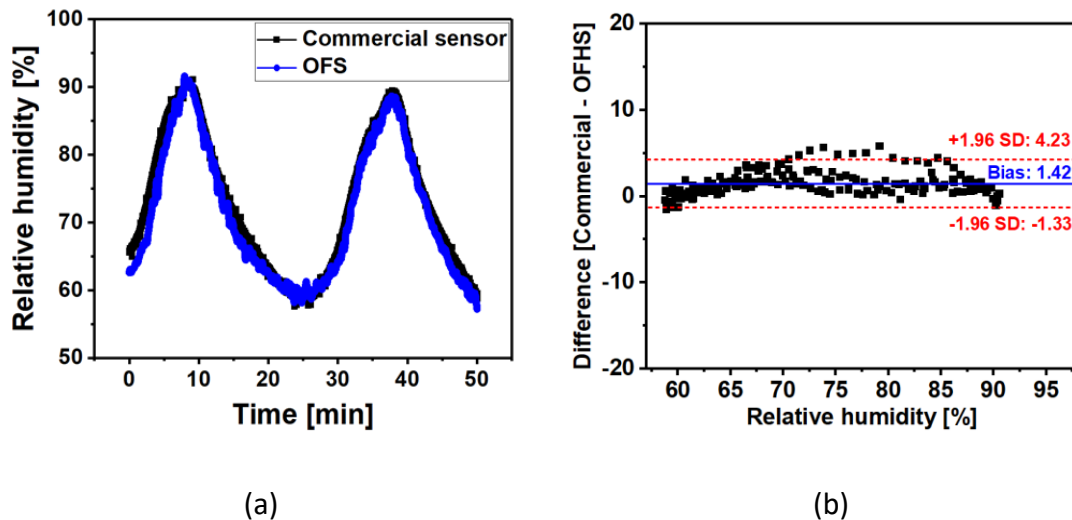 Relative humidity [%]
100
90
80
70
60
50
Commercial sensor
OFS
0
10
20
30
40
50
Time [min]
(a)
Difference [Commercial - OFHS]
20
10
0
-10
-20
+1.96 SD: 4.23
Bias: 1.42
-1.96 SD: -1.33
60
65
70
75
80
85
90
95
Relative humidity [%]
(b)